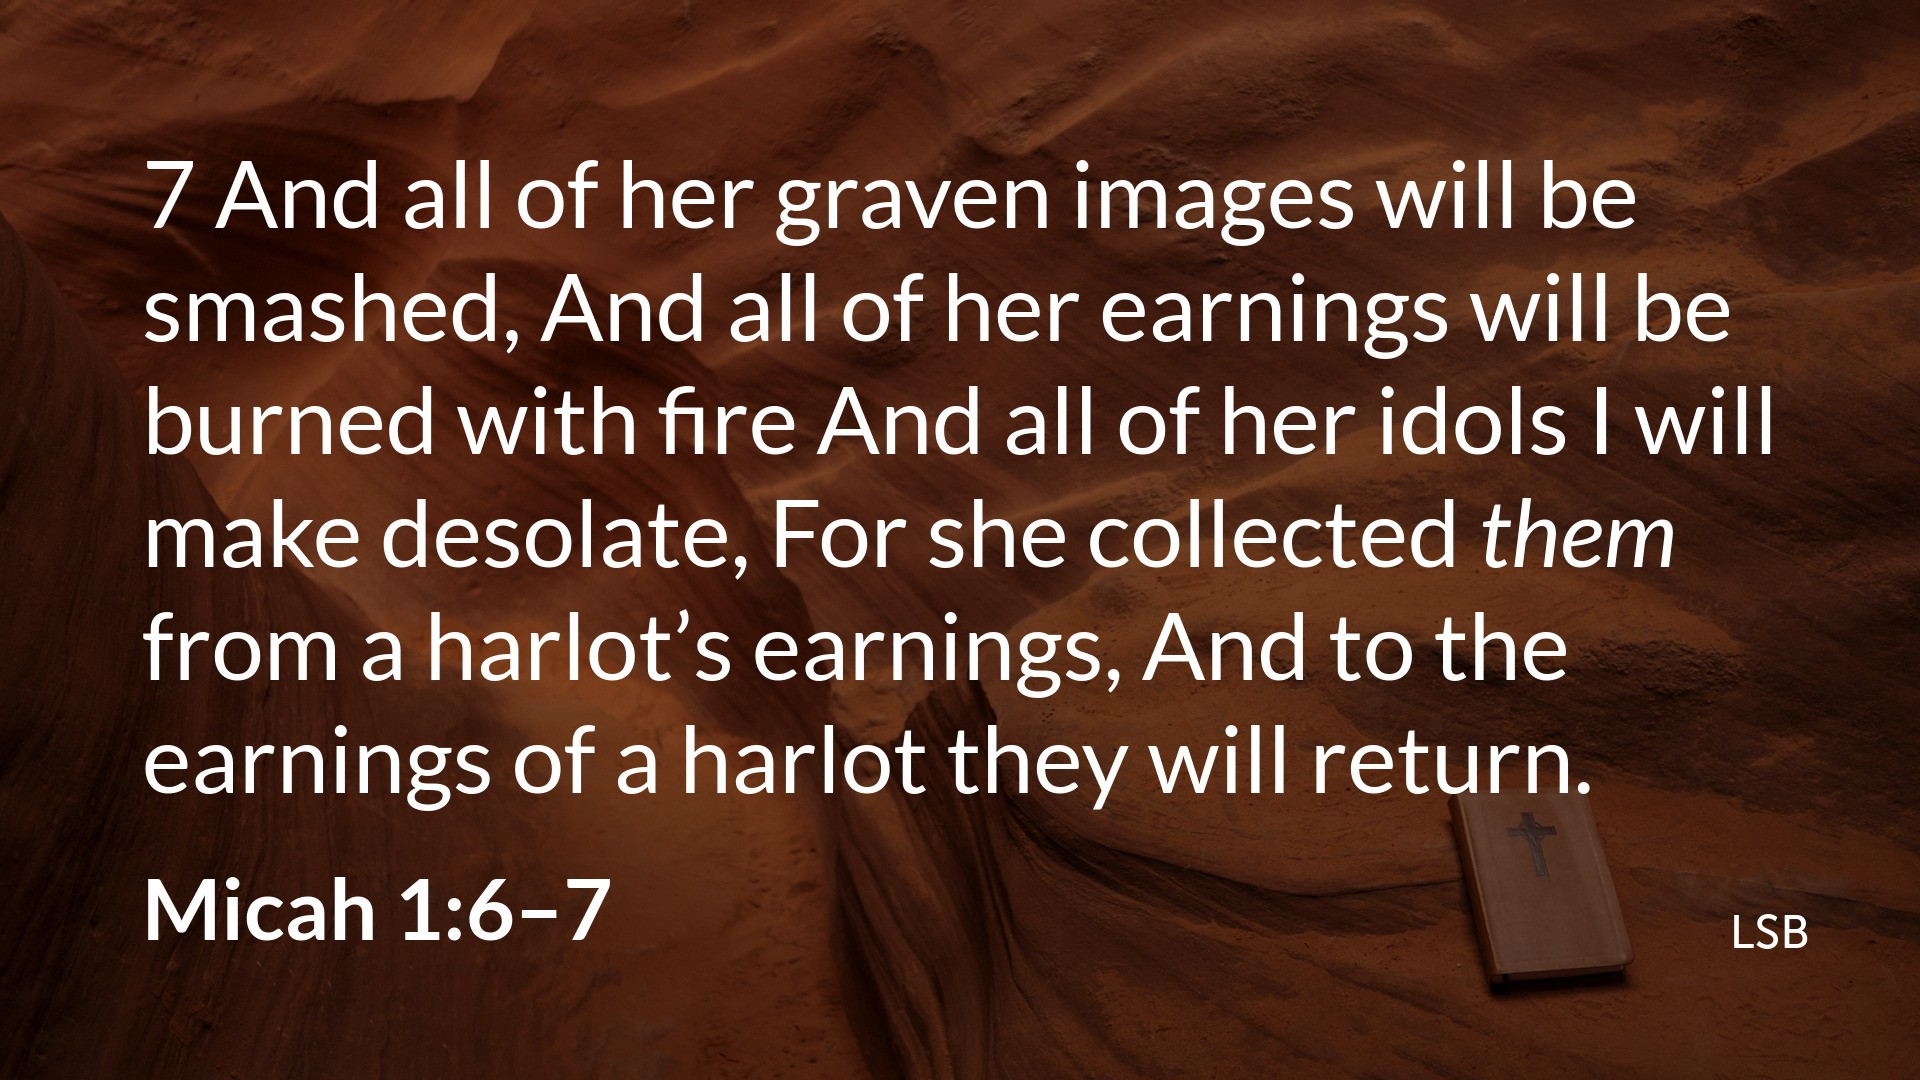 7 And all of her graven images will be
smashed, And all of her earnings will be
burned with fire And all of her idols I will
make desolate, For she collected them
from a harlot’s earnings, And to the
earnings of a harlot they will return.
Micah 1:6–7
LSB